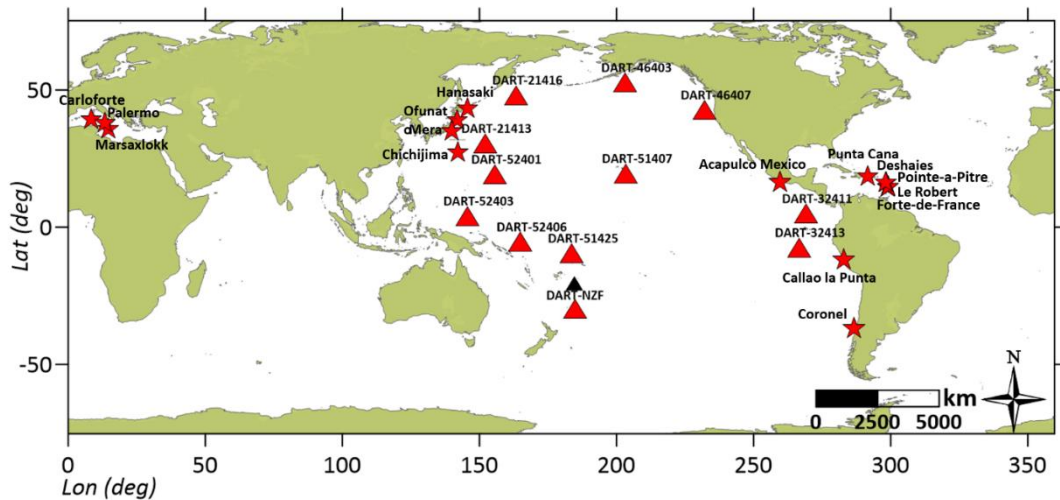 Lat (deg)
50
0
-50
DART-46403
DART-21416
Hanasaki
Carloforte
Ofunat
DART-46407
Palermo
oMera
DART-21413
Marsaxlokk
Chichijima
DART-52401
DART-51407
Punta Cana
Deshaies
Acapulco Mexico
Pointe-a-Pitre
Le Robert
DART-32411
Forte-de-France
DART-52403
DART-52406
DART-51425
DART-32413
Callao la Punta
DART-NZF
Coronel
N
km
0 2500 5000
0 50 100 150 200 250 300 350
Lon (deg)